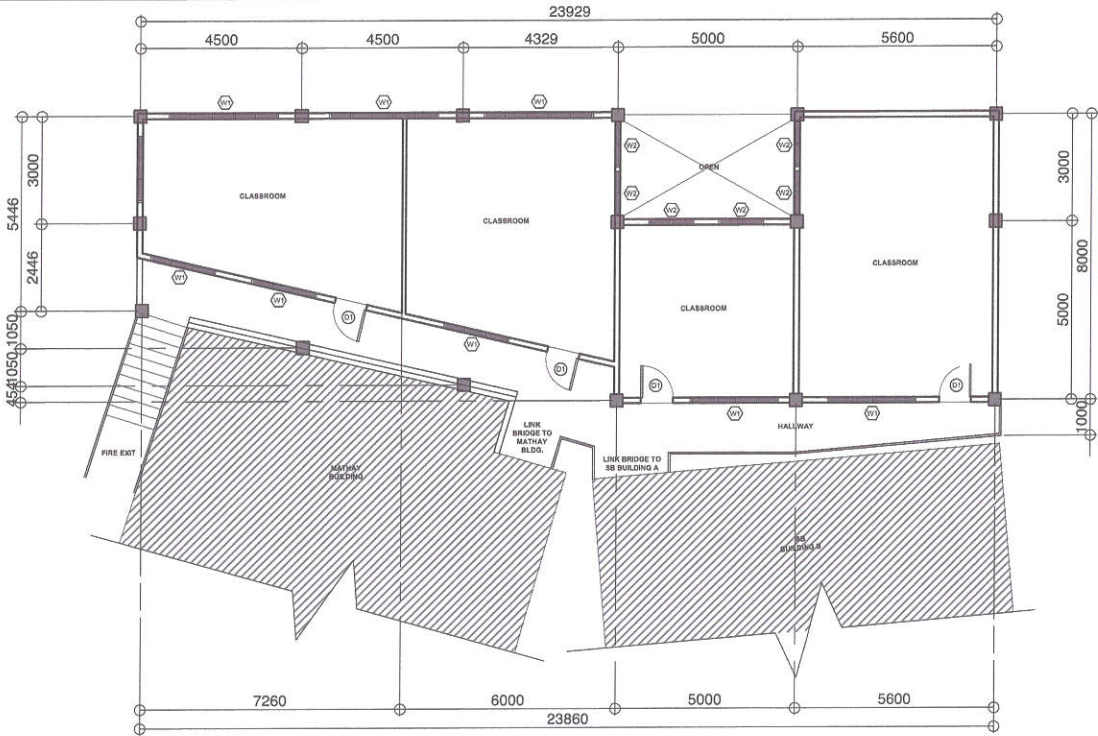 23929
4500
4500
4329
5000
5600
W1
W1
W1
3000
5446
2446
1050
1050
454
CLASSROOM
CLASSROOM
W2
W2
OPEN
W2
W2
W2
W2
CLASSROOM
CLASSROOM
3000
8000
5000
1000
W1
W1
D1
W1
D1
D1
D1
W1
W1
HALLWAY
FIRE EXIT
LINK
BRIDGE TO
MATHAY
BLDG.
LINK BRIDGE TO
SB BUILDING A
MATHAY
BUILDING
SB
BUILDING B
7260
6000
5000
5600
23860